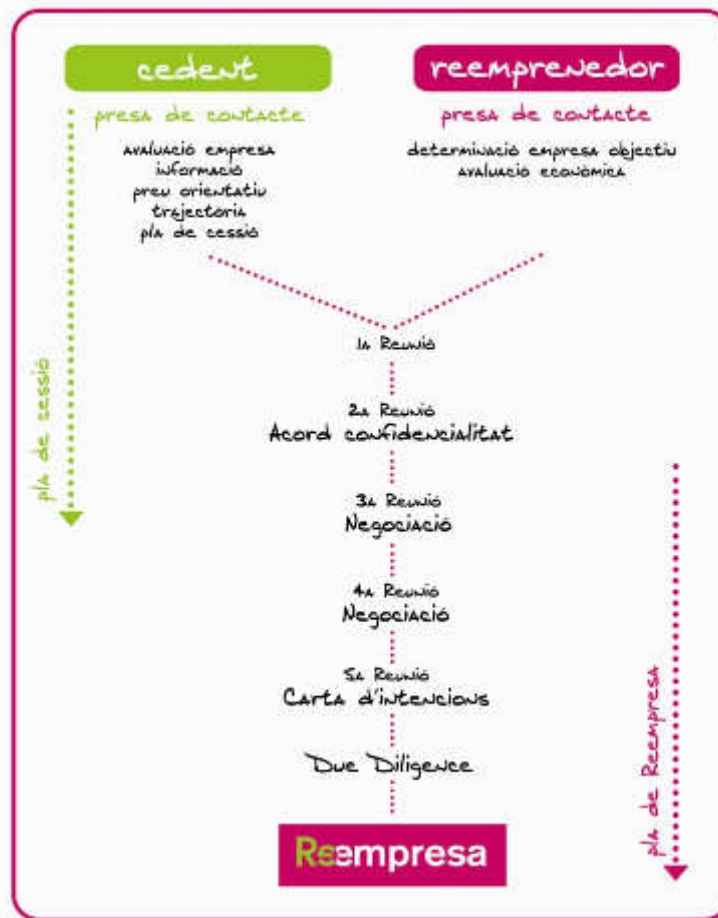 cedent
presa de contacte
avaluació empresa
informació
preu orientatiu
trajectoria
pla de cessió
reemprenedor
presa de contacte
determinació empresa objectiu
avaluació econòmica
pla de cessió
1a Reunió
2a Reunió
Acord confidencialitat
3a Reunió
Negociació
4a Reunió
Negociació
5a Reunió
Carta d'intencions
Due Diligence
pla de Reempresa
Reempresa